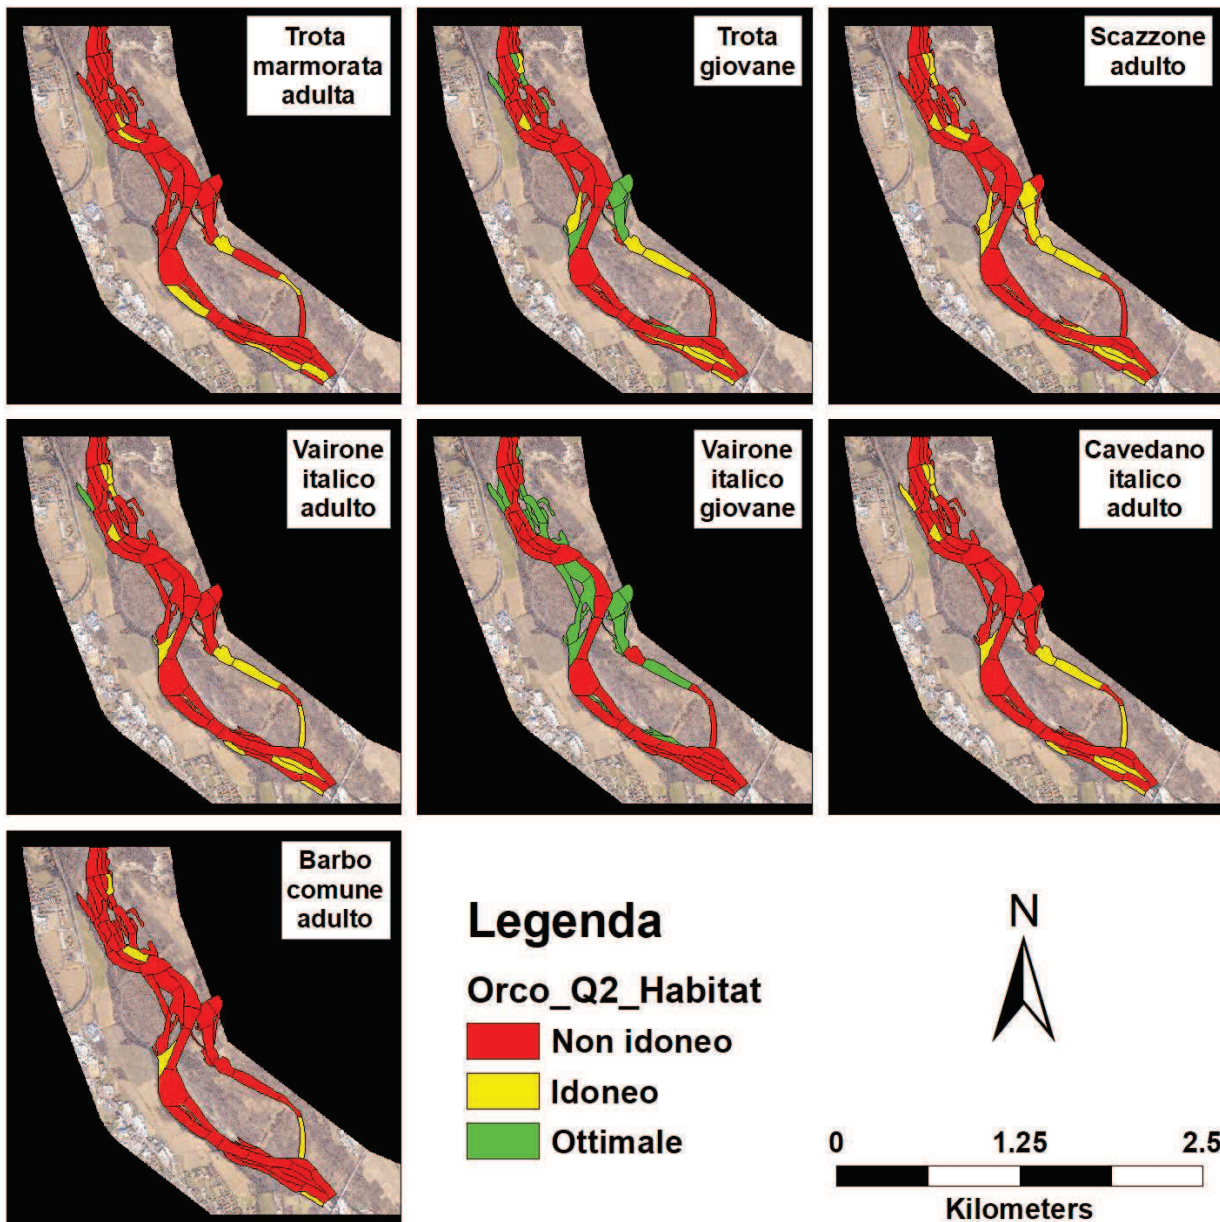 Trota
marmorata
adulta
Trota
giovane
Scazzone
adulto
Vairone
italico
adulto
Vairone
italico
giovane
Cavedano
italico
adulto
Barbo
comune
adulto
Legenda
Orco_Q2_Habitat
Non idoneo
Idoneo
Ottimale
N
0 1.25 2.5
Kilometers